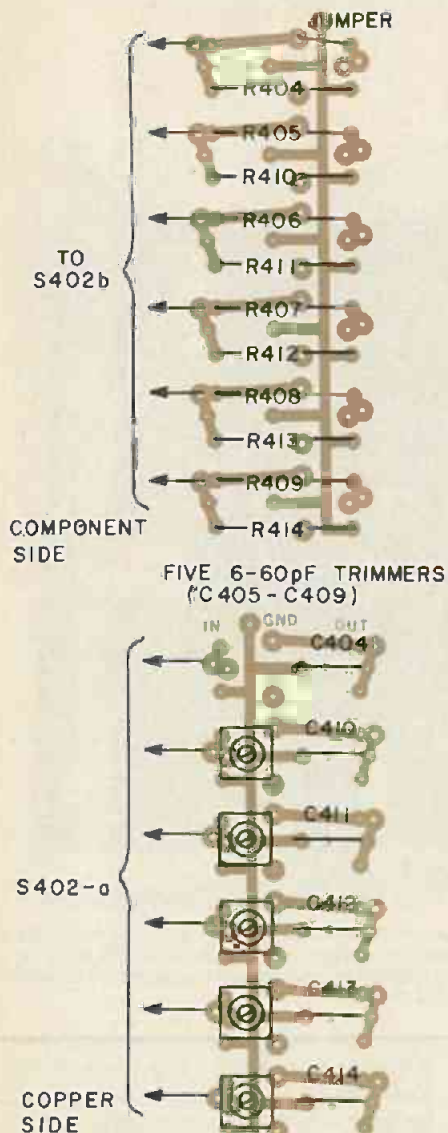 JUMPER
R404
R405
R410
TO
S402b
R406
R411
R407
R412
R408
R413
R409
COMPONENT
SIDE
R414
FIVE 6-60pF TRIMMERS
(C405-C409)
IN
GND
OUT
C404
C410
C411
S402-a
C412
C413
C414
COPPER
SIDE